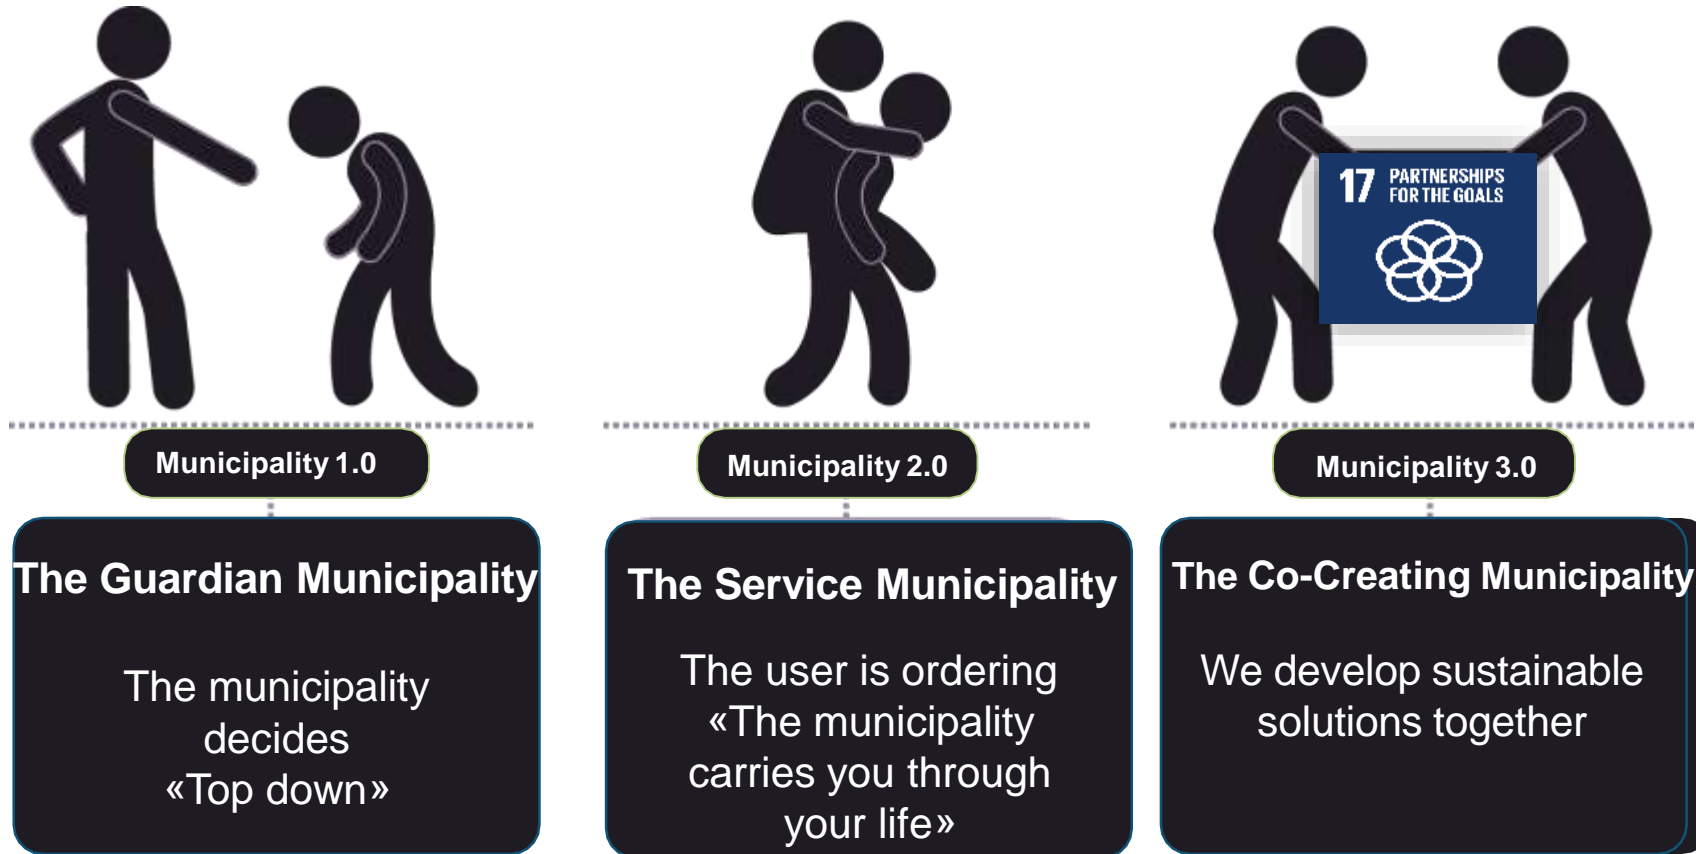 17 PARTNERSHIPS
FOR THE GOALS
Municipality 1.0
Municipality 2.0
Municipality 3.0
The Guardian Municipality
The municipality
decides
«Top down»
The Service Municipality
The user is ordering
«The municipality
carries you through
your life»
The Co-Creating Municipality
We develop sustainable
solutions together